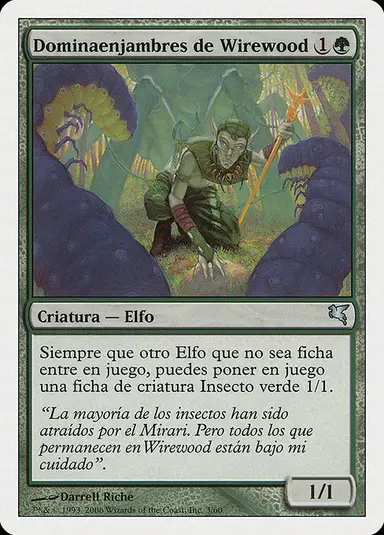 Dominaenjambres de Wirewood 1
Criatura — Elfo
Siempre que otro Elfo que no sea ficha
entre en juego, puedes poner en juego
una ficha de criatura Insecto verde 1/1.
“La mayoría de los insectos han sido
atraídos por el Mirari. Pero todos los que
permanecen en Wirewood están bajo mi
cuidado”.
Darrell Riche
1/1
™ & © 1993–2006 Wizards of the Coast, Inc. 3/60